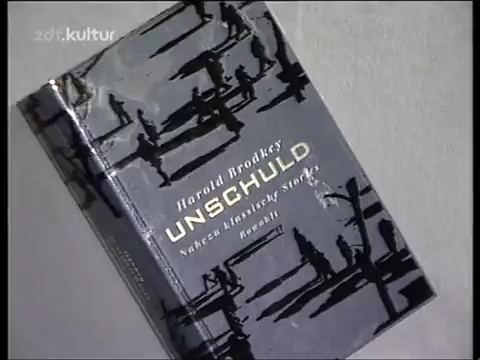 zdf.kultur
Harold Brodkey
UNSCHULD
Nahezu klassische Stories
Rowohlt